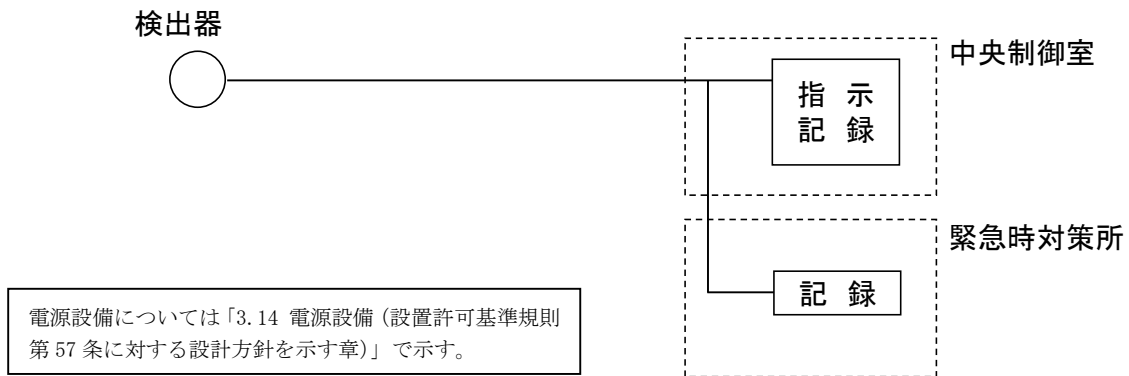 検出器
中央制御室
指 示
記 録
緊急時対策所
記 録
電源設備については「3.14 電源設備(設置許可基準規則
第 57 条に対する設計方針を示す章)」で示す。